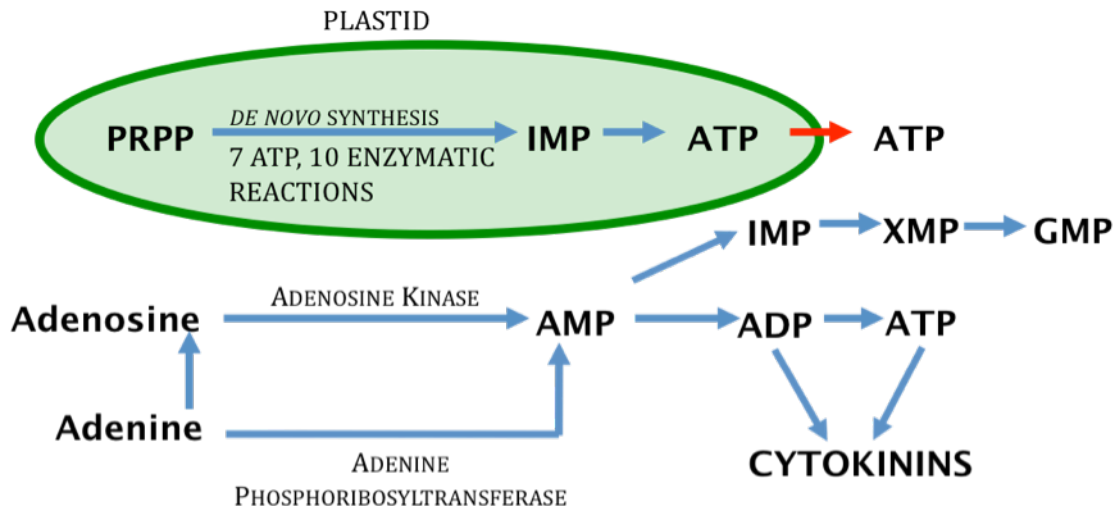 PLASTID
DE NOVO SYNTHESIS
PRPP IMP ATP ATP
7 ATP, 10 ENZYMATIC
REACTIONS
IMP XMP GMP
ADENOSINE KINASE
Adenosine AMP ADP ATP
Adenine
ADENINE
PHOSPHORIBOSYLTRANSFERASE
CYTOKININS